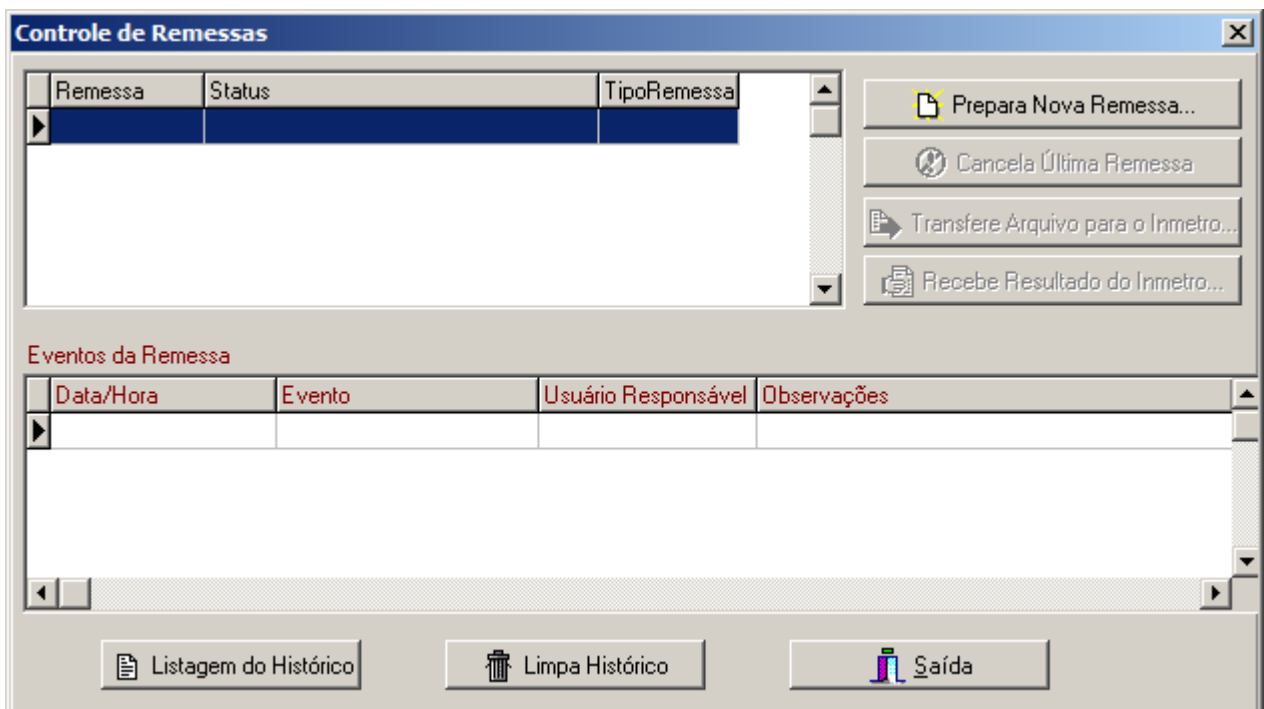 Controle de Remessas
Remessa Status TipoRemessa
Prepara Nova Remessa...
Cancela Última Remessa
Transfere Arquivo para o Inmetro...
Recebe Resultado do Inmetro...
Eventos da Remessa
Data/Hora Evento Usuário Responsável Observações
Listagem do Histórico Limpa Histórico Saída